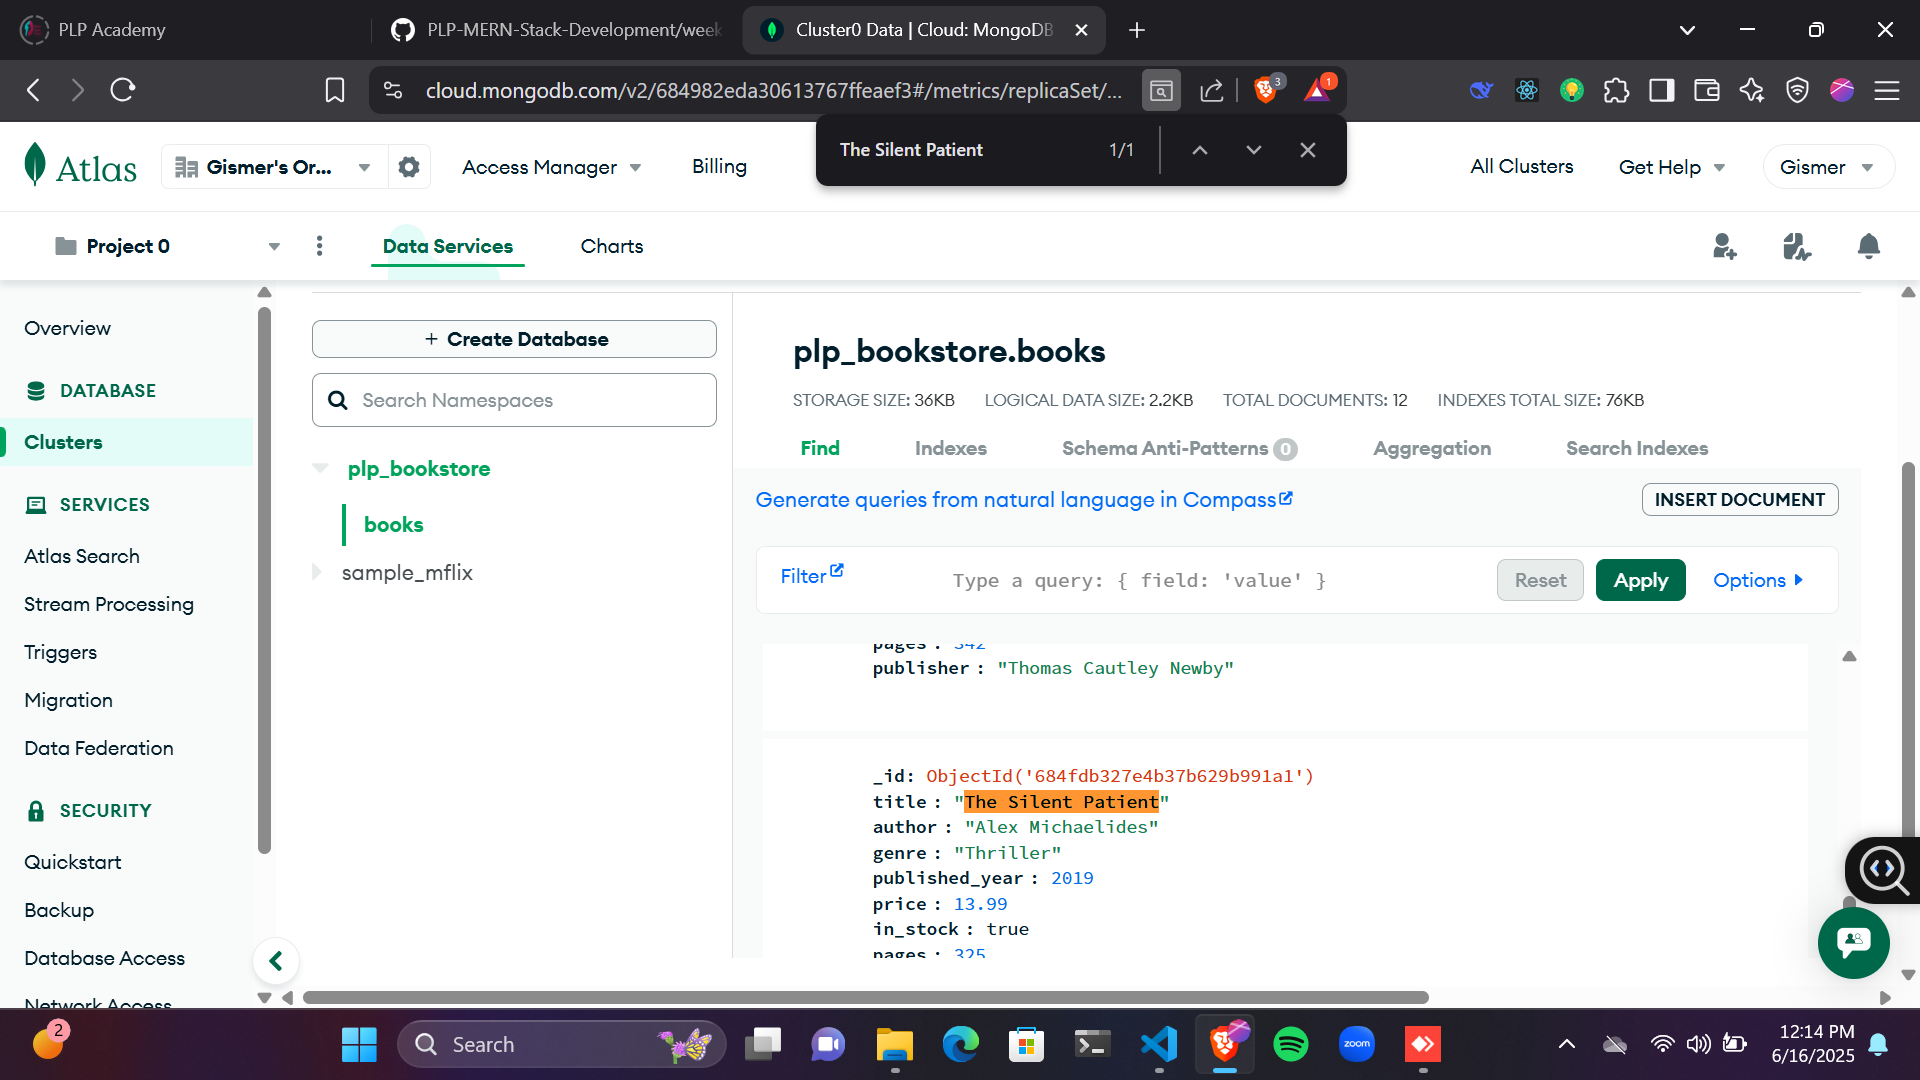 PLP Academy
PLP-MERN-Stack-Development/week
Cluster0 Data | Cloud: MongoDB
cloud.mongodb.com/v2/684982eda30613767ffeaef3#/metrics/replicaSet/...
3
1
The Silent Patient
1/1
Atlas
Gismer's Or...
Access Manager
Billing
All Clusters
Get Help
Gismer
Project 0
Data Services
Charts
Overview
DATABASE
Clusters
SERVICES
Atlas Search
Stream Processing
Triggers
Migration
Data Federation
SECURITY
Quickstart
Backup
Database Access
Network Access
+ Create Database
Search Namespaces
plp_bookstore
books
sample_mflix
plp_bookstore.books
STORAGE SIZE: 36KB
LOGICAL DATA SIZE: 2.2KB
TOTAL DOCUMENTS: 12
INDEXES TOTAL SIZE: 76KB
Find
Indexes
Schema Anti-Patterns 0
Aggregation
Search Indexes
Generate queries from natural language in Compass
INSERT DOCUMENT
Filter
Type a query: { field: 'value' }
Reset
Apply
Options
pages : 342
publisher : "Thomas Cautley Newby"
_id: ObjectId('684fdb327e4b37b629b991a1')
title : "The Silent Patient"
author : "Alex Michaelides"
genre : "Thriller"
published_year : 2019
price : 13.99
in_stock : true
pages : 325
2
Search
zoom
12:14 PM
6/16/2025